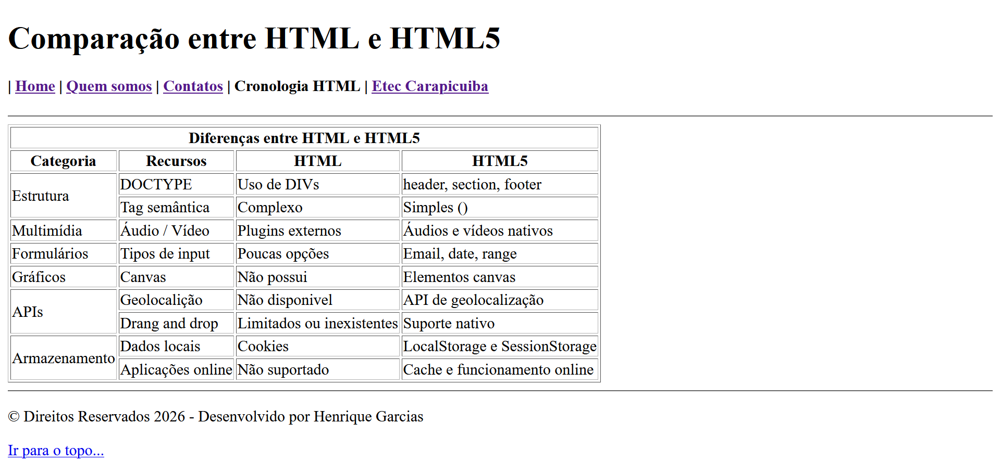 Comparação entre HTML e HTML5
| Home | Quem somos | Contatos | Cronologia HTML | Etec Carapicuiba
Diferenças entre HTML e HTML5
Categoria Recursos HTML HTML5
Estrutura DOCTYPE Uso de DIVs header, section, footer
Tag semântica Complexo Simples ()
Multimídia Áudio / Vídeo Plugins externos Áudios e vídeos nativos
Formulários Tipos de input Poucas opções Email, date, range
Gráficos Canvas Não possui Elementos canvas
APIs Geolocalição Não disponivel API de geolocalização
Drang and drop Limitados ou inexistentes Suporte nativo
Armazenamento Dados locais Cookies LocalStorage e SessionStorage
Aplicações online Não suportado Cache e funcionamento online
© Direitos Reservados 2026 - Desenvolvido por Henrique Garcias
Ir para o topo...